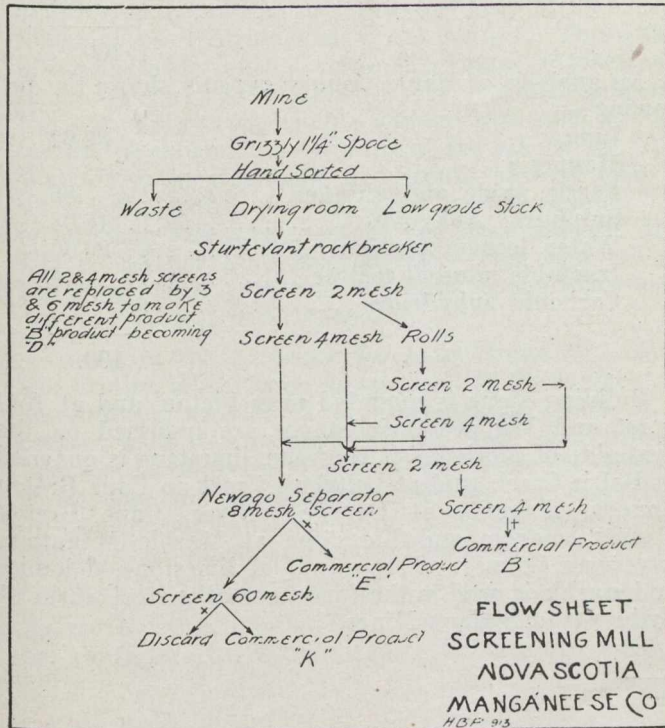 Mine
Grizzly 1¼" Space
Hand Sorted
Waste Drying room Low grade Stock
Sturtevant rock breaker
All 2 & 4 mesh screens
are replaced by 3
& 6 mesh to make
different product
"B" product becoming
"D"
Screen 2 mesh
Screen 4 mesh Rolls
Screen 2 mesh
Screen 4 mesh
Screen 2 mesh
Newago Separator
8 mesh screen
Screen 4 mesh
Commercial Product
B
Commercial Product
"E"
Screen 60 mesh
Discard Commercial Product
"K"
FLOW SHEET
SCREENING MILL
NOVA SCOTIA
MANGANEESE CO
HBF 913